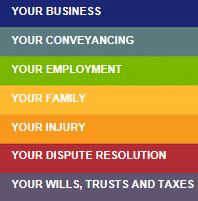 YOUR BUSINESS
YOUR CONVEYANCING
YOUR EMPLOYMENT
YOUR FAMILY
YOUR INJURY
YOUR DISPUTE RESOLUTION
YOUR WILLS, TRUSTS AND TAXES